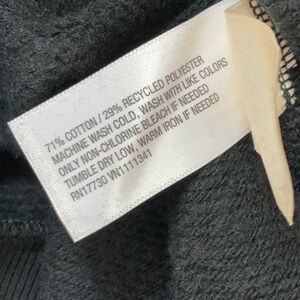 71% COTTON / 29% RECYCLED POLYESTER
MACHINE WASH COLD, WASH WITH LIKE COLORS
ONLY NON-CHLORINE BLEACH IF NEEDED
TUMBLE DRY LOW, WARM IRON IF NEEDED
RN17730 VN1111341